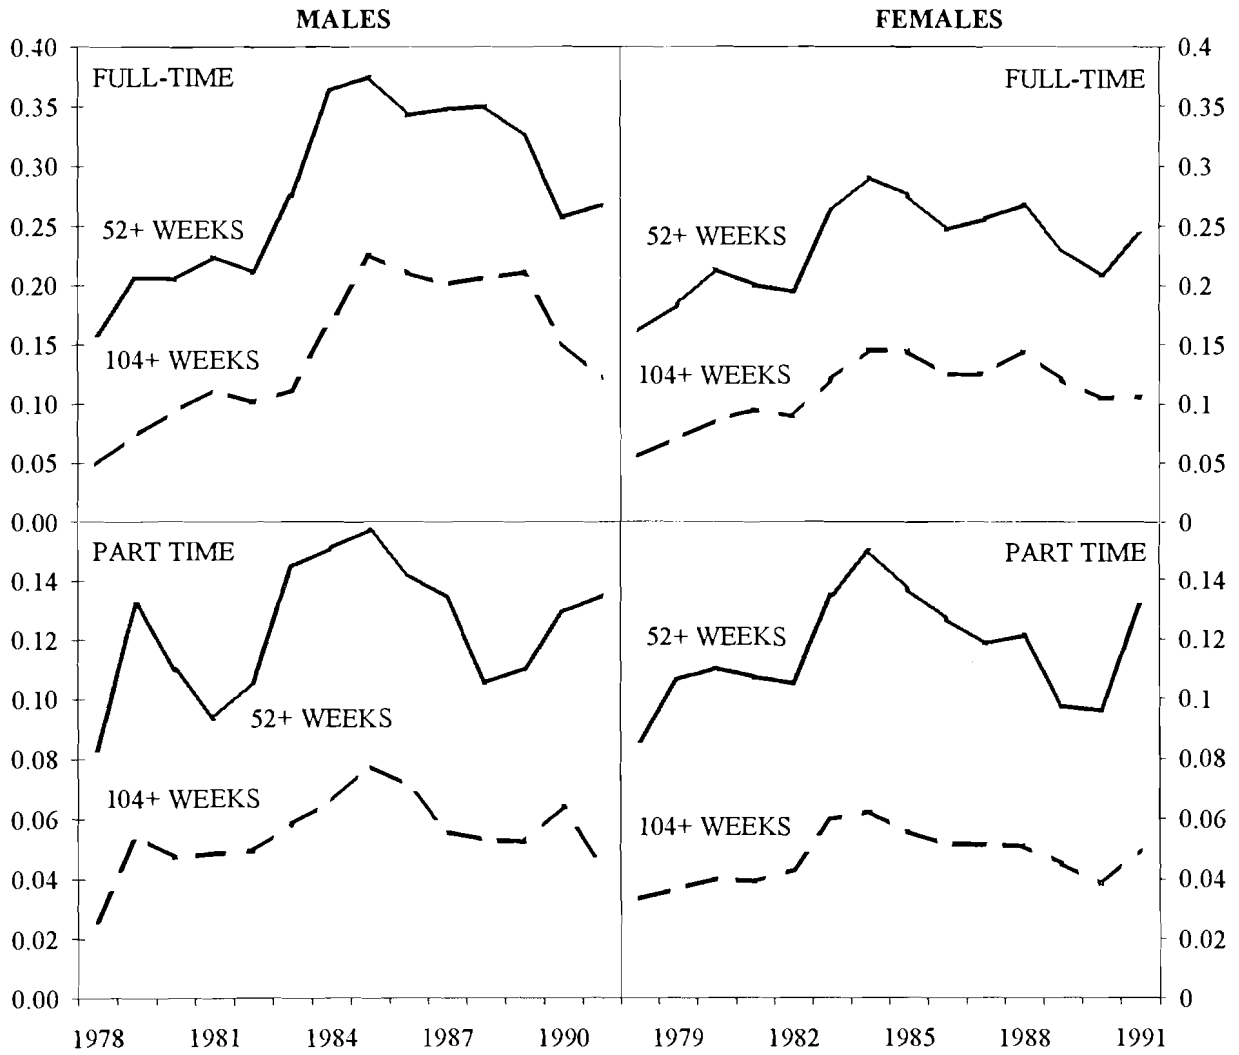 MALES FEMALES
0.40 0.4
FULL-TIME FULL-TIME
0.35 0.35
0.30 0.3
52+ WEEKS 52+ WEEKS
0.25 0.25
0.20 0.2
104+ WEEKS 104+ WEEKS
0.15 0.15
0.10 0.1
0.05 0.05
0.00 0
PART TIME PART TIME
0.14 0.14
0.12 52+ WEEKS 0.12
0.10 0.1
52+ WEEKS
0.08 0.08
104+ WEEKS 104+ WEEKS
0.06 0.06
0.04 0.04
0.02 0.02
0.00 0
1978 1981 1984 1987 1990 1979 1982 1985 1988 1991